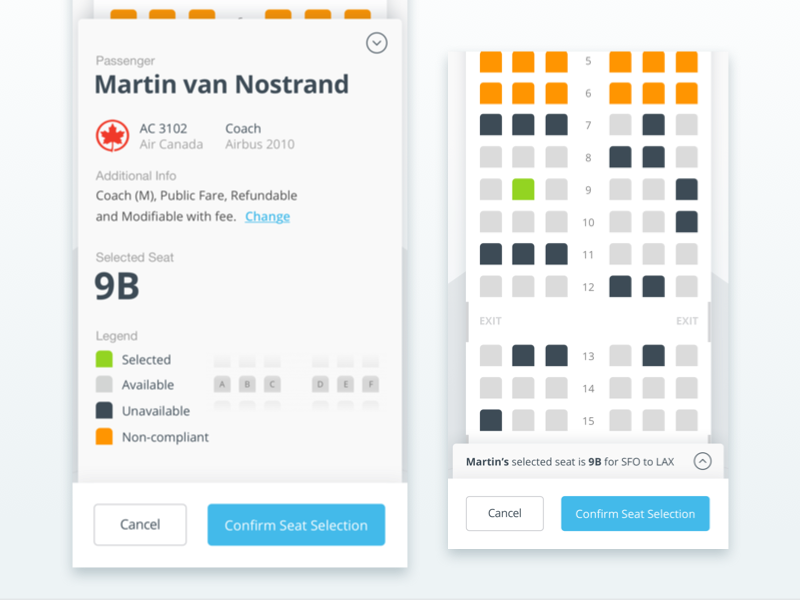 Passenger
Martin van Nostrand
AC 3102
Air Canada
Coach
Airbus 2010
Additional Info
Coach (M), Public Fare, Refundable
and Modifiable with fee. Change
Selected Seat
9B
Legend
Selected
Available
Unavailable
Non-compliant
A B C D E F
Cancel
Confirm Seat Selection
5
6
7
8
9
10
11
12
EXIT EXIT
13
14
15
Martin's selected seat is 9B for SFO to LAX
Cancel
Confirm Seat Selection